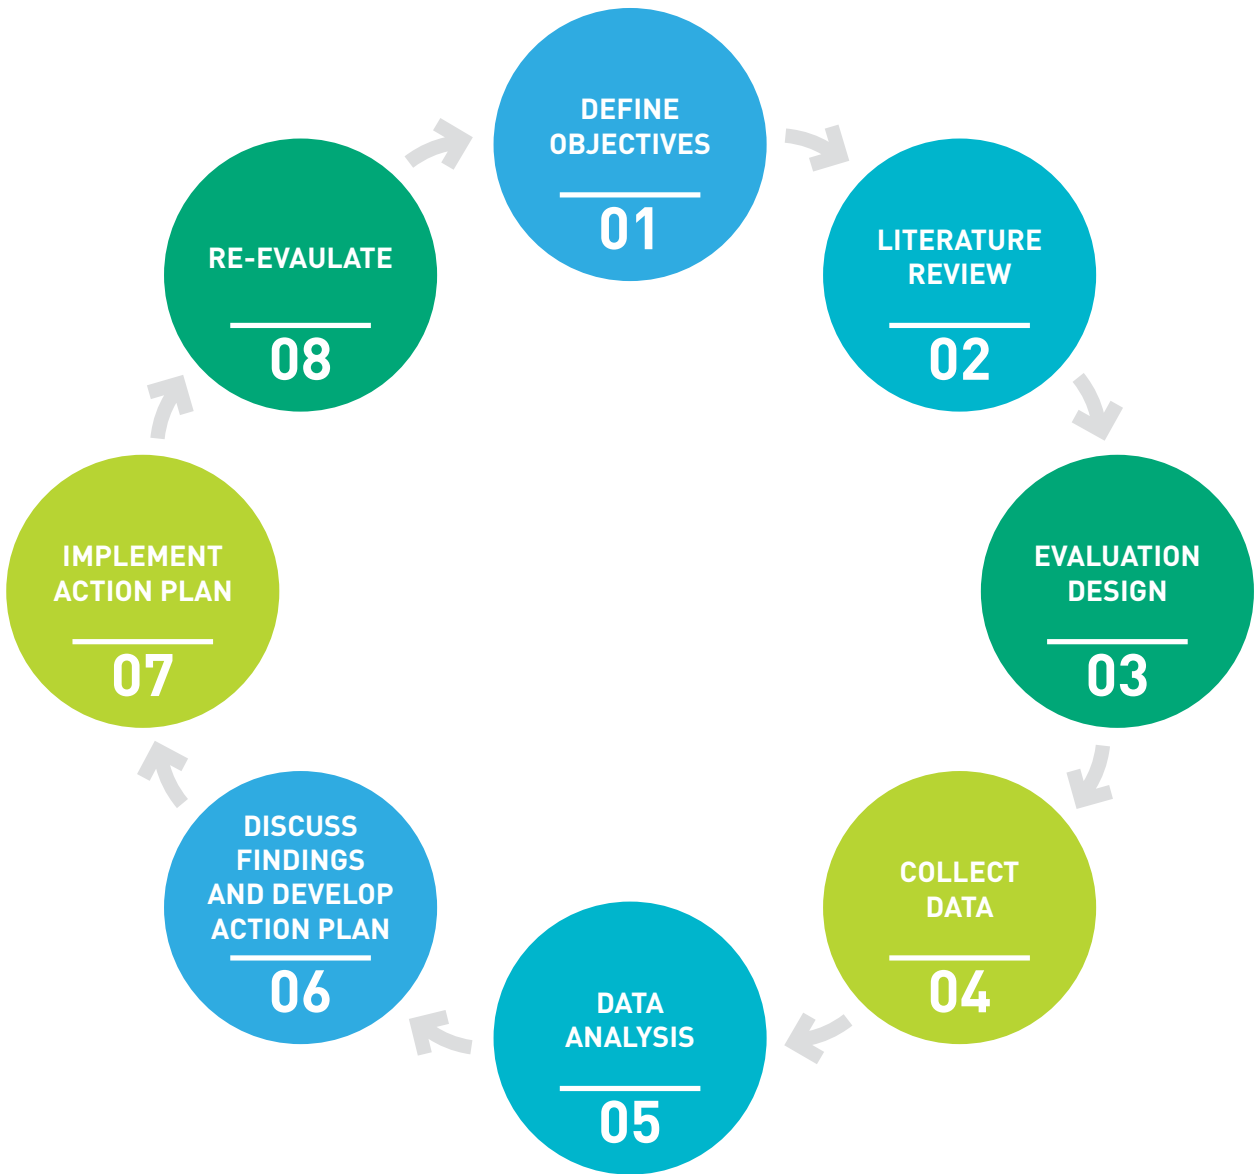 DEFINE
OBJECTIVES
01
LITERATURE
REVIEW
02
EVALUATION
DESIGN
03
COLLECT
DATA
04
DATA
ANALYSIS
05
DISCUSS
FINDINGS
AND DEVELOP
ACTION PLAN
06
IMPLEMENT
ACTION PLAN
07
RE-EVAULATE
08